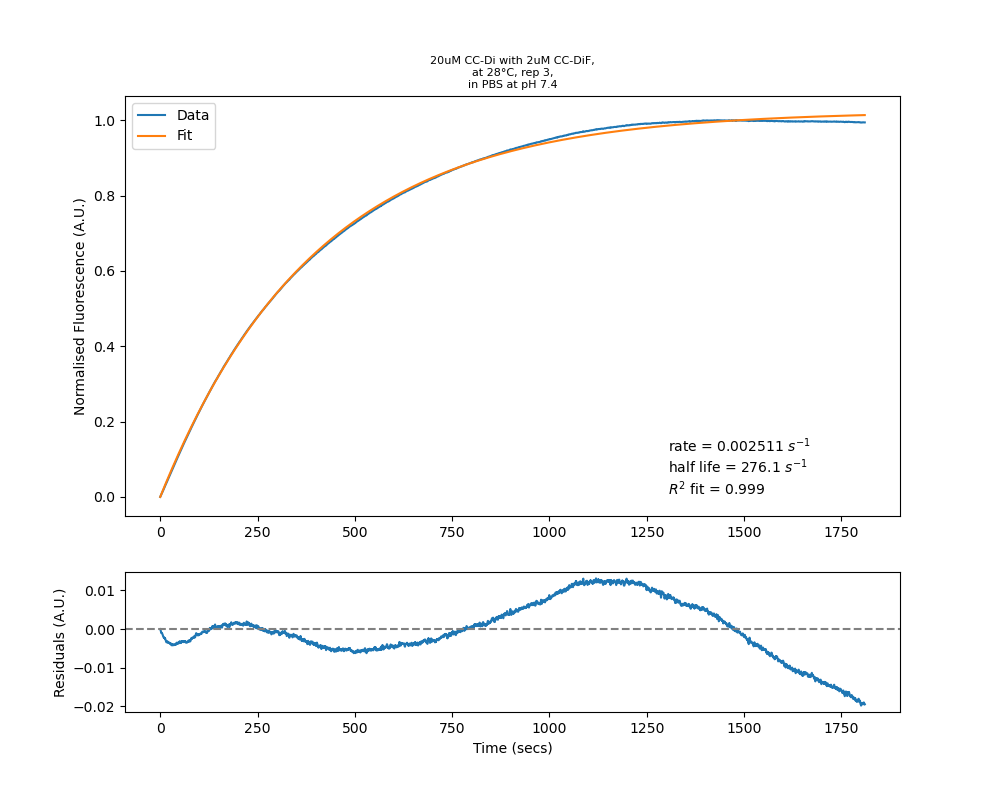 20uM CC-Di with 2uM CC-DiF,
at 28°C, rep 3,
in PBS at pH 7.4
Data
Fit
Normalised Fluorescence (A.U.)
1.0
0.8
0.6
0.4
0.2
0.0
rate = 0.002511 s⁻¹
half life = 276.1 s⁻¹
R² fit = 0.999
0 250 500 750 1000 1250 1500 1750
Residuals (A.U.)
0.01
0.00
−0.01
−0.02
0 250 500 750 1000 1250 1500 1750
Time (secs)